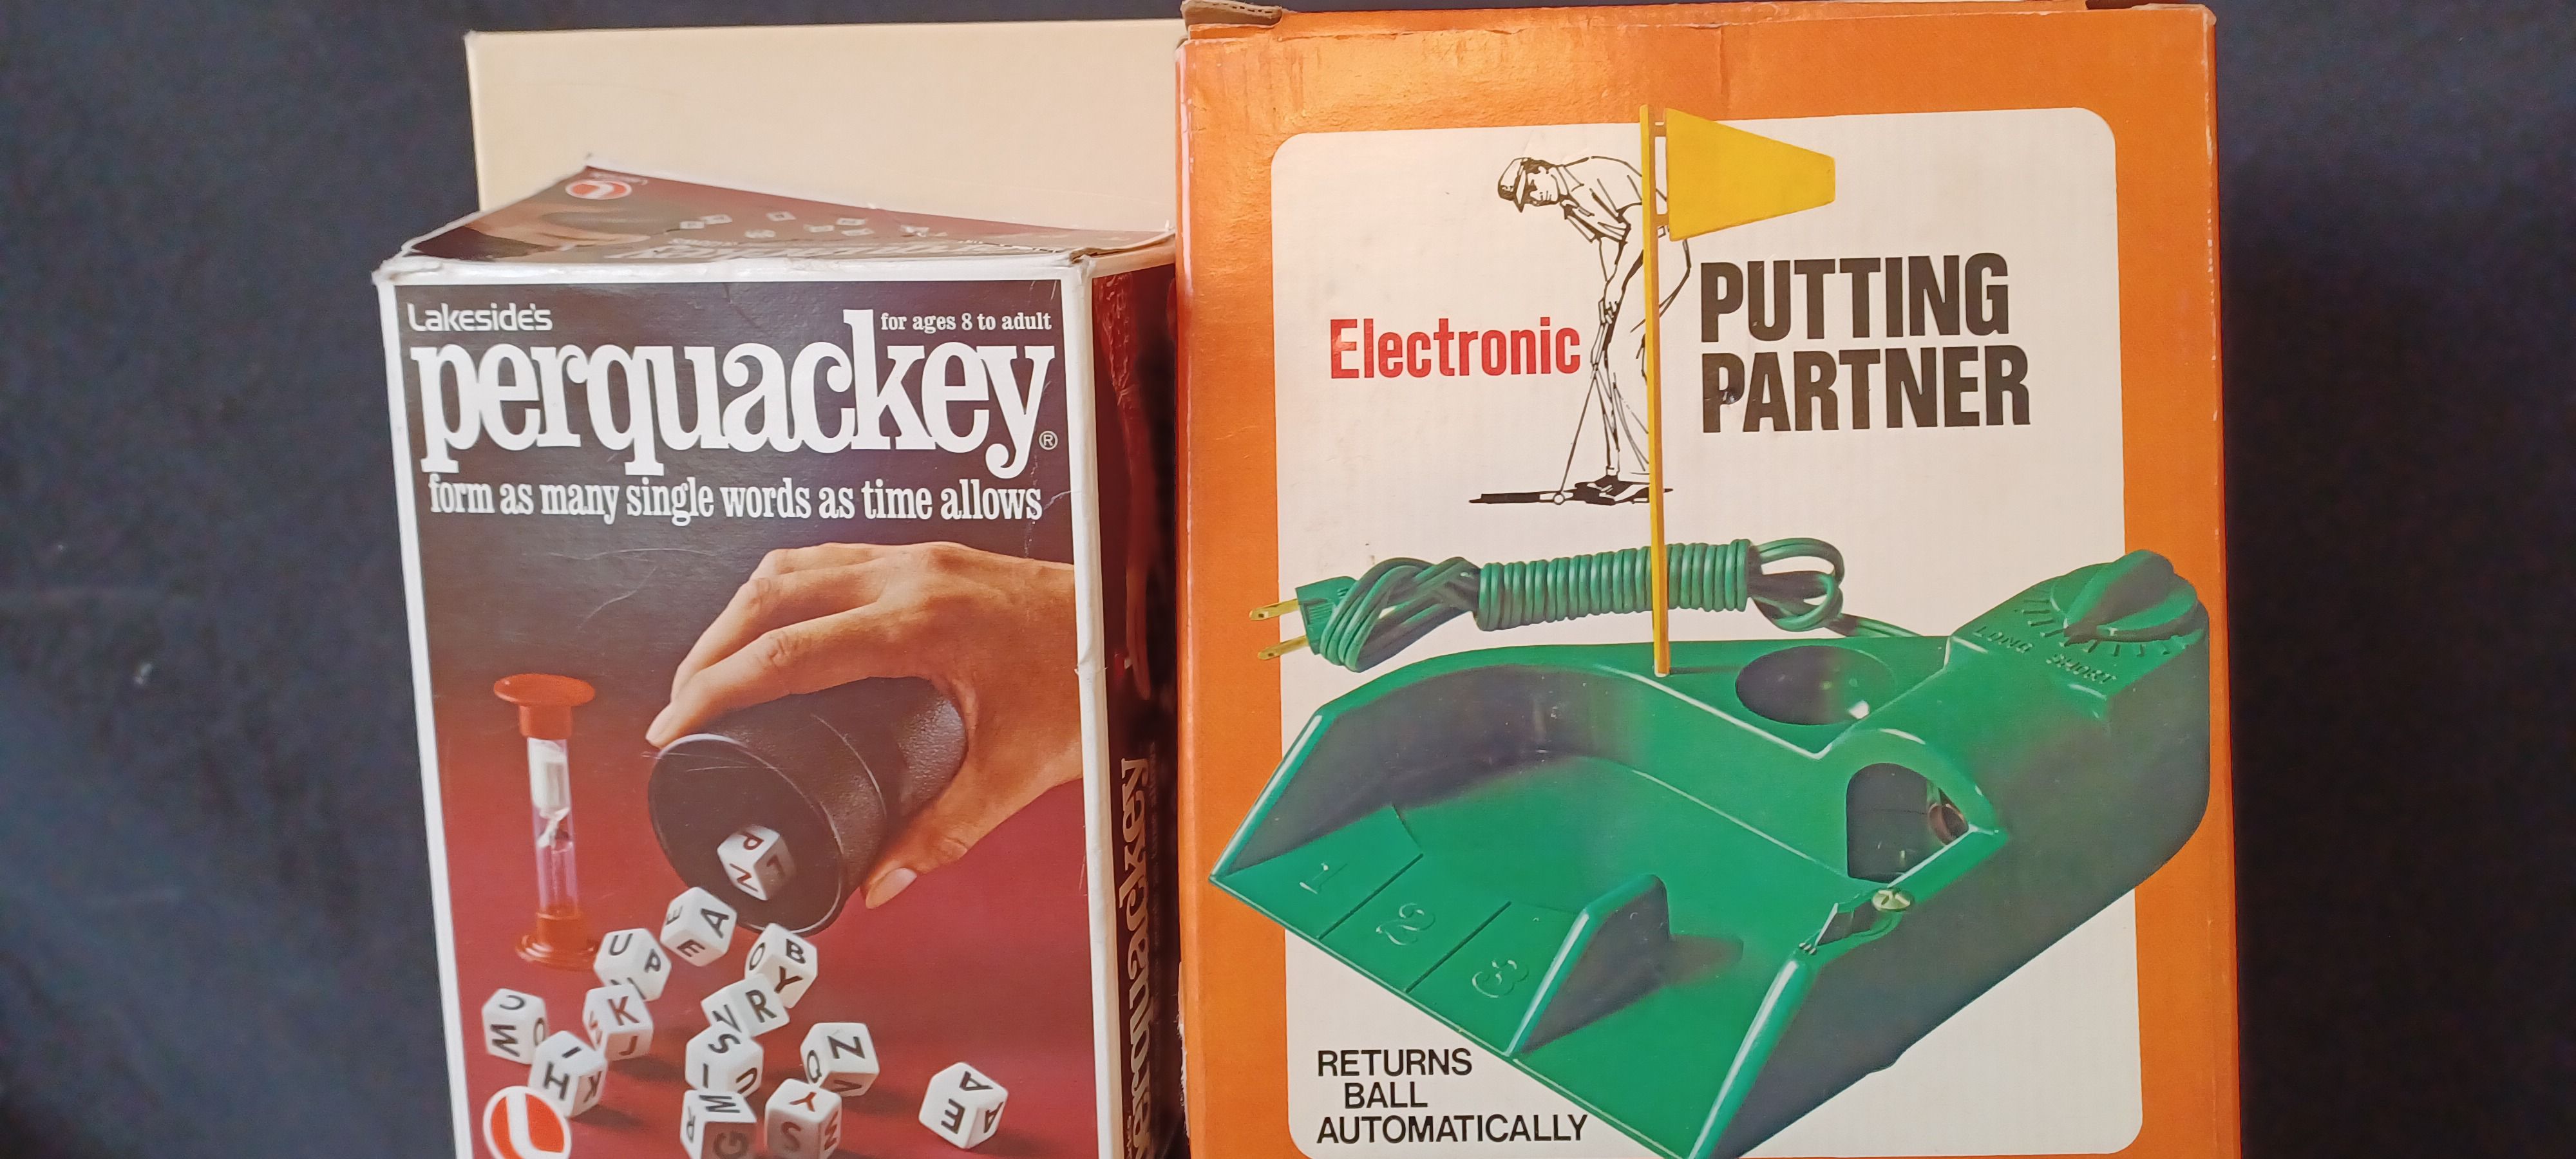 Lakeside's
for ages 8 to adult
perquackey®
form as many single words as time allows
perquackey
Electronic
PUTTING
PARTNER
LONG SHORT
1
2
3
RETURNS
BALL
AUTOMATICALLY
P
Z
A
E
E
U
P
B
O
Y
R
N
K
J
C
W
O
I
H
K
S
I
U
N
Q
M
R
G
Y
S
A
E
A